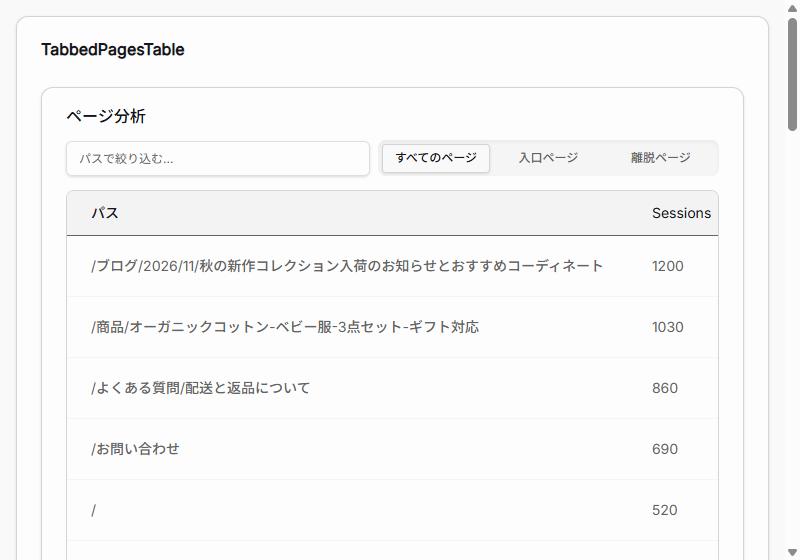 TabbedPagesTable
ページ分析
パスで絞り込む...
すべてのページ
入口ページ
離脱ページ
パス
Sessions
/ブログ/2026/11/秋の新作コレクション入荷のお知らせとおすすめコーディネート
1200
/商品/オーガニックコットン-ベビー服-3点セット-ギフト対応
1030
/よくある質問/配送と返品について
860
/お問い合わせ
690
/
520